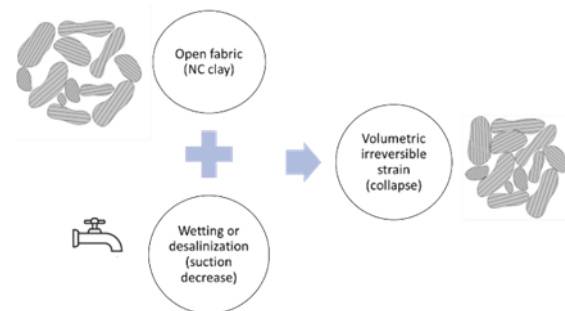 Open fabric
(NC clay)
Wetting or
desalinization
(suction
decrease)
Volumetric
irreversible
strain
(collapse)